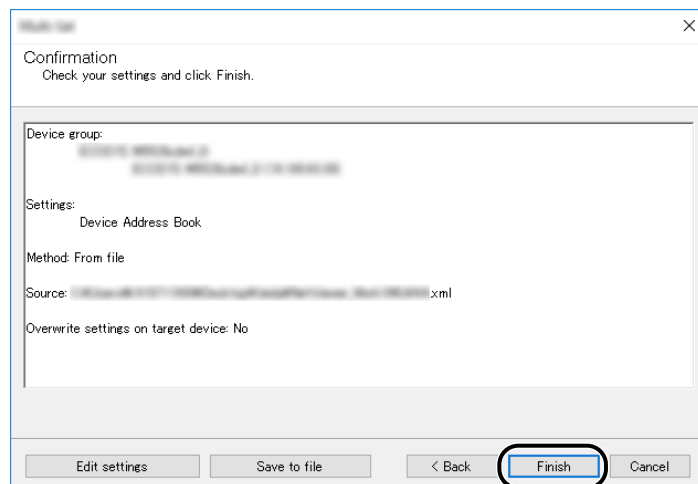 Confirmation
Check your settings and click Finish.
Device group:
Settings:
Device Address Book
Method: From file
Source: .xml
Overwrite settings on target device: No
Edit settings
Save to file
< Back
Finish
Cancel